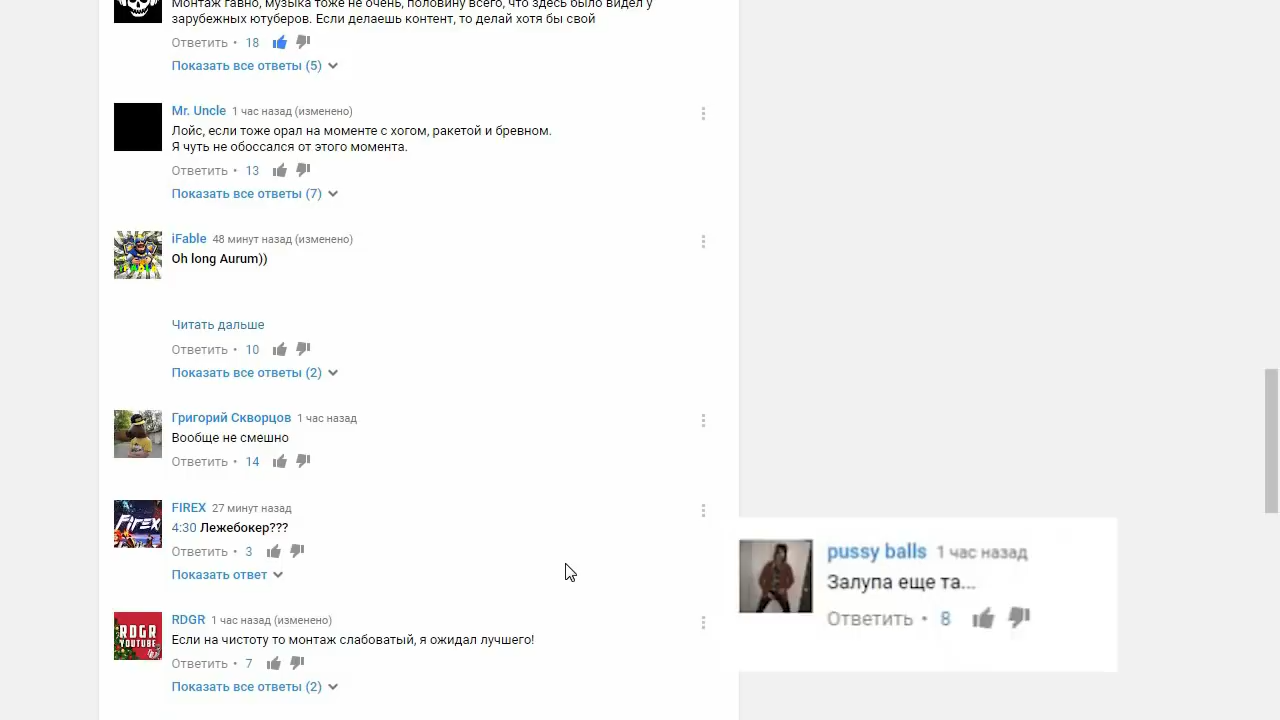 Монтаж гавно, музыка тоже не очень, половину всего, что здесь было видел у
зарубежных ютуберов. Если делаешь контент, то делай хотя бы свой
Ответить • 18
Показать все ответы (5)
Mr. Uncle 1 час назад (изменено)
Лойс, если тоже орал на моменте с хогом, ракетой и бревном.
Я чуть не обоссался от этого момента.
Ответить • 13
Показать все ответы (7)
iFable 48 минут назад (изменено)
Oh long Aurum))
Читать дальше
Ответить • 10
Показать все ответы (2)
Григорий Скворцов 1 час назад
Вообще не смешно
Ответить • 14
FIREX
FIREX 27 минут назад
4:30 Лежебокер???
Ответить • 3
Показать ответ
RDGR
YOUTUBE
RDGR 1 час назад (изменено)
Если на чистоту то монтаж слабоватый, я ожидал лучшего!
Ответить • 7
Показать все ответы (2)
pussy balls 1 час назад
Залупа еще та...
Ответить • 8